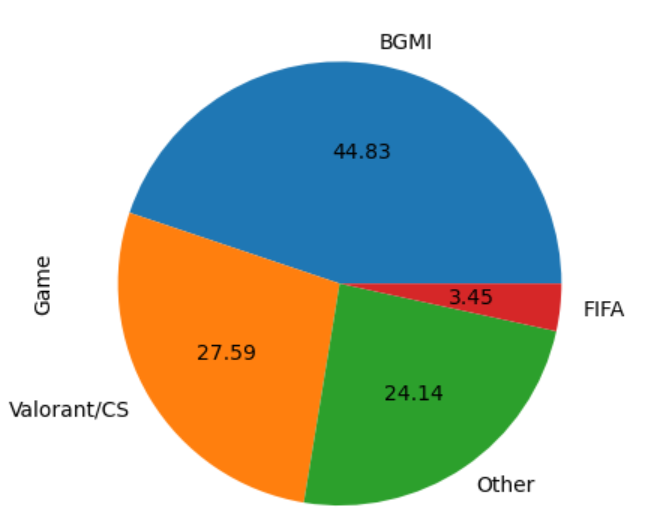 BGMI
44.83
Game
3.45
FIFA
27.59
Valorant/CS
24.14
Other